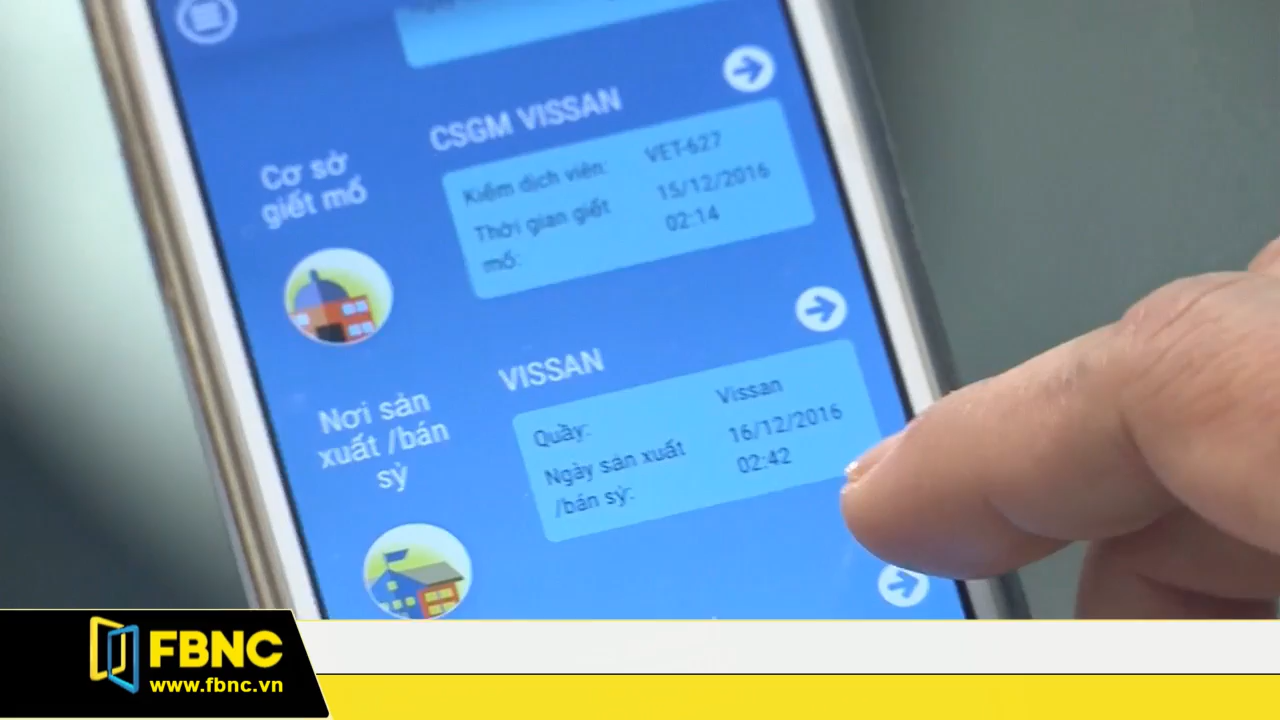 CSGM VISSAN
Cơ sở
giết mổ
Kiểm dịch viên:
VET-627
Thời gian giết
mổ:
15/12/2016
02:14
VISSAN
Nơi sản
xuất /bán
sỷ
Quầy:
Vissan
Ngày sản xuất
/bán sỷ:
16/12/2016
02:42
FBNC
www.fbnc.vn